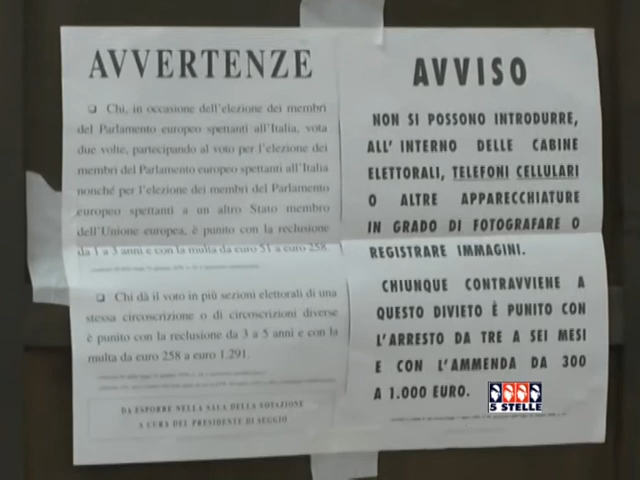 AVVERTENZE
❏ Chi, in occasione dell'elezione dei membri
del Parlamento europeo spettanti all'Italia, vota
due volte, partecipando al voto per l'elezione dei
membri del Parlamento europeo spettanti all'Italia
nonché per l'elezione dei membri del Parlamento
europeo spettanti a un altro Stato membro
dell'Unione europea, è punito con la reclusione
da 1 a 3 anni e con la multa da euro 51 a euro 258.
❏ Chi dà il voto in più sezioni elettorali di una
stessa circoscrizione o di circoscrizioni diverse
è punito con la reclusione da 3 a 5 anni e con la
multa da euro 258 a euro 1.291.
DA ESPORRE NELLA SALA DELLA VOTAZIONE
A CURA DEL PRESIDENTE DI SEGGIO
AVVISO
NON SI POSSONO INTRODURRE,
ALL'INTERNO DELLE CABINE
ELETTORALI, TELEFONI CELLULARI
O ALTRE APPARECCHIATURE
IN GRADO DI FOTOGRAFARE O
REGISTRARE IMMAGINI.
CHIUNQUE CONTRAVVIENE A
QUESTO DIVIETO È PUNITO CON
L'ARRESTO DA TRE A SEI MESI
E CON L'AMMENDA DA 300
A 1.000 EURO.
5 STELLE